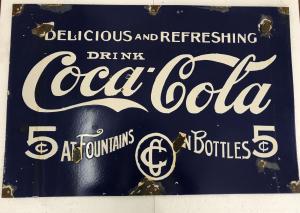 DELICIOUS AND REFRESHING
DRINK
Coca-Cola
5¢ AT FOUNTAINS CC IN BOTTLES 5¢